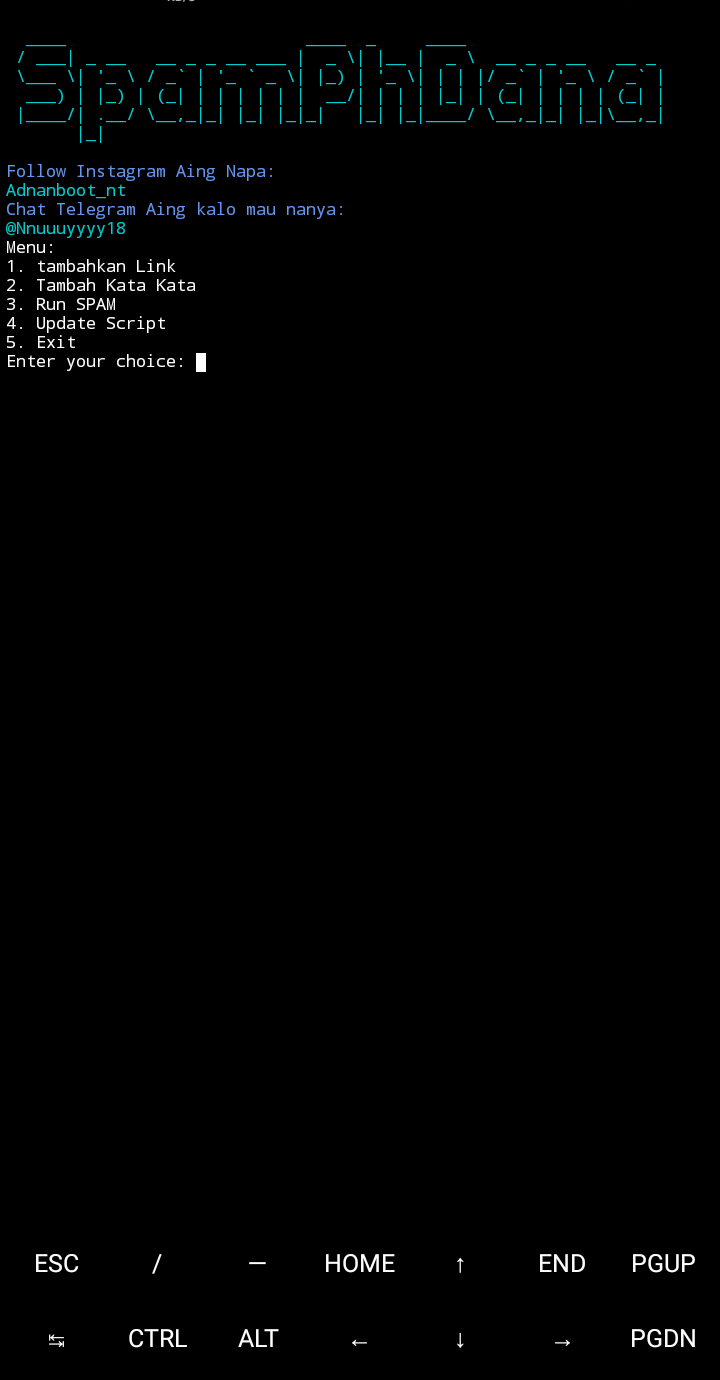 SpamPhDana
Follow Instagram Aing Napa:
Adnanboot_nt
Chat Telegram Aing kalo mau nanya:
@Nnuuuyyyy18
Menu:
1. tambahkan Link
2. Tambah Kata Kata
3. Run SPAM
4. Update Script
5. Exit
Enter your choice:
ESC / — HOME ↑ END PGUP
↹ CTRL ALT ← ↓ → PGDN